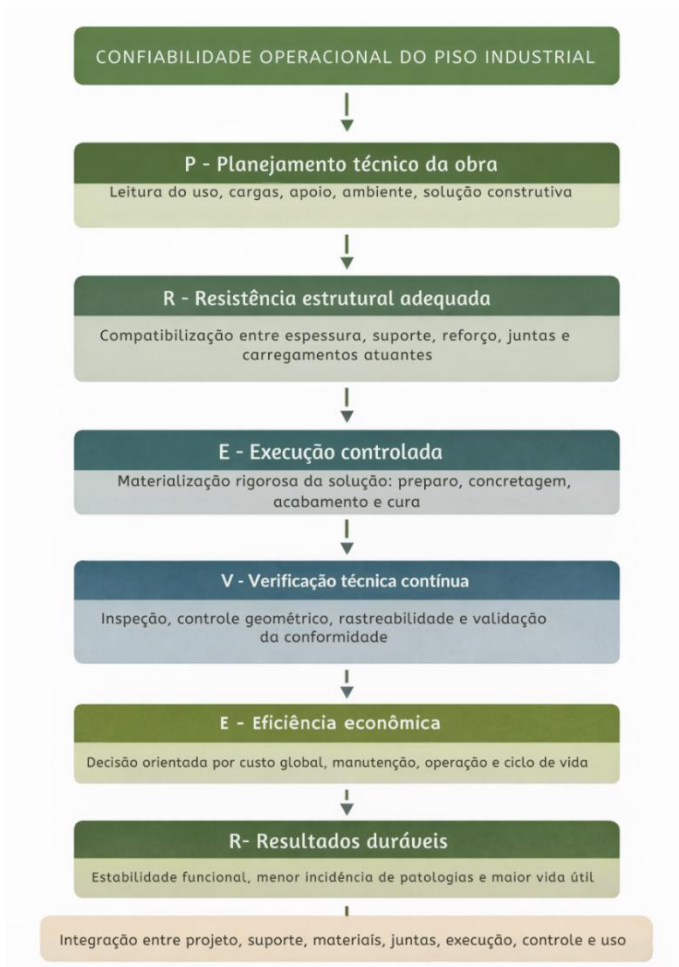 CONFIABILIDADE OPERACIONAL DO PISO INDUSTRIAL
P - Planejamento técnico da obra
Leitura do uso, cargas, apoio, ambiente, solução construtiva
R - Resistência estrutural adequada
Compatibilização entre espessura, suporte, reforço, juntas e
carregamentos atuantes
E - Execução controlada
Materialização rigorosa da solução: preparo, concretagem,
acabamento e cura
V - Verificação técnica contínua
Inspeção, controle geométrico, rastreabilidade e validação
da conformidade
E - Eficiência econômica
Decisão orientada por custo global, manutenção, operação e ciclo de vida
R- Resultados duráveis
Estabilidade funcional, menor incidência de patologias e maior vida útil
Integração entre projeto, suporte, materiais, juntas, execução, controle e uso